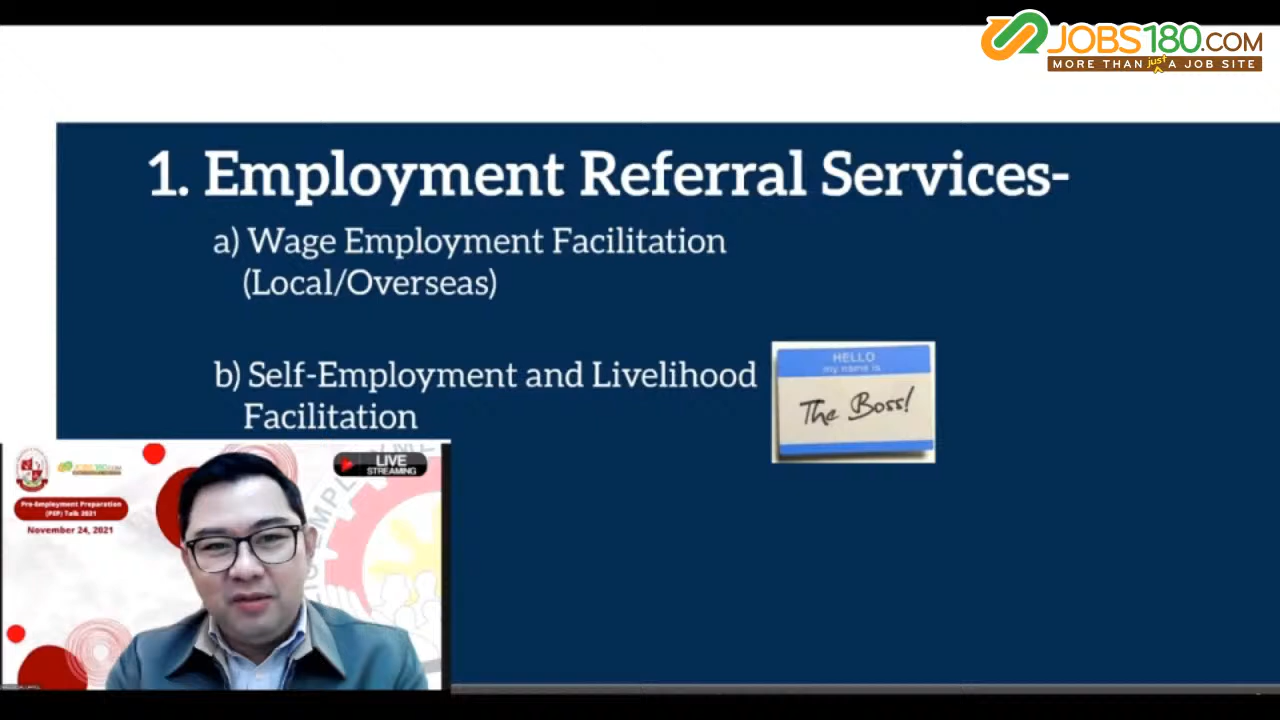 JOBS180.COM
MORE THAN just A JOB SITE
1. Employment Referral Services-
a) Wage Employment Facilitation
(Local/Overseas)
b) Self-Employment and Livelihood
Facilitation
HELLO
my name is
The Boss!
JOBS180.COM
LIVE
STREAMING
Pre-Employment Preparation
(PEP) Talk 2021
November 24, 2021